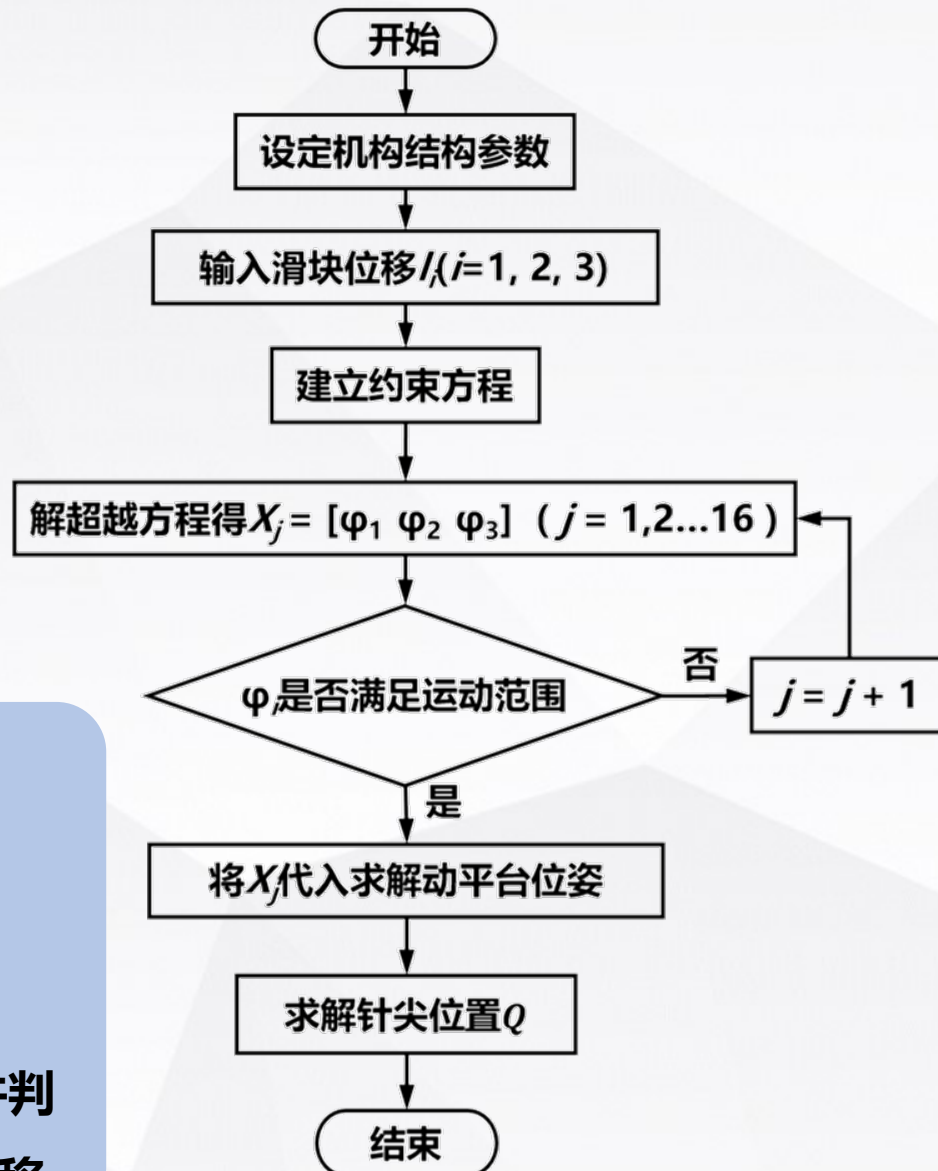 开始
设定机构结构参数
输入滑块位移lᵢ(i=1, 2, 3)
建立约束方程
解超越方程得Xⱼ = [φ₁ φ₂ φ₃] ( j = 1,2…16 )
φᵢ是否满足运动范围
否
j = j + 1
是
将Xⱼ代入求解动平台位姿
求解针尖位置Q
判
结束